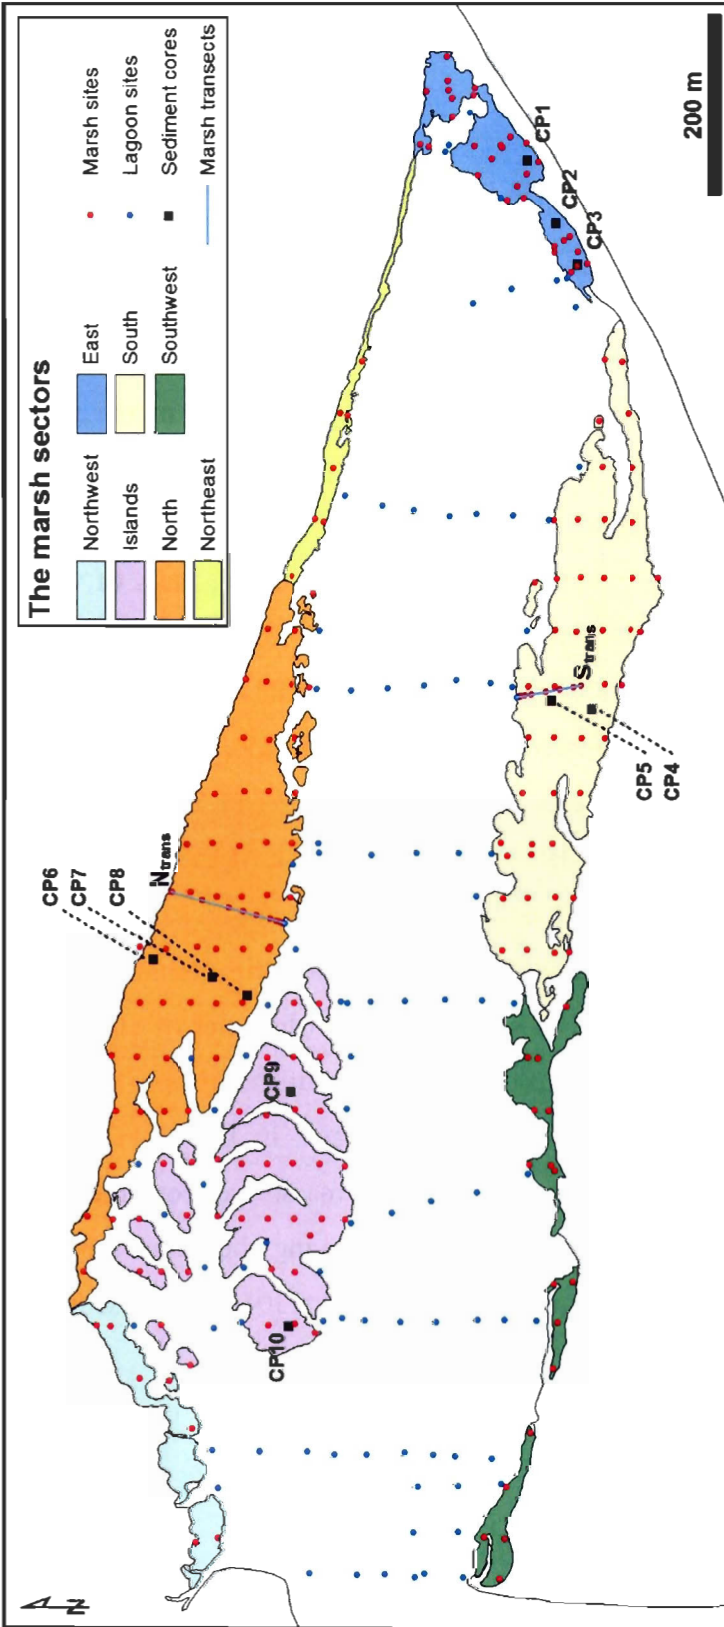 The marsh sectors
Northwest
Islands
North
Northeast
East
South
Southwest
Marsh sites
Lagoon sites
Sediment cores
Marsh transects
N
CP6
CP7
CP8
Ntrans
CP9
CP10
CP1
CP2
CP3
Strans
CP5
CP4
200 m